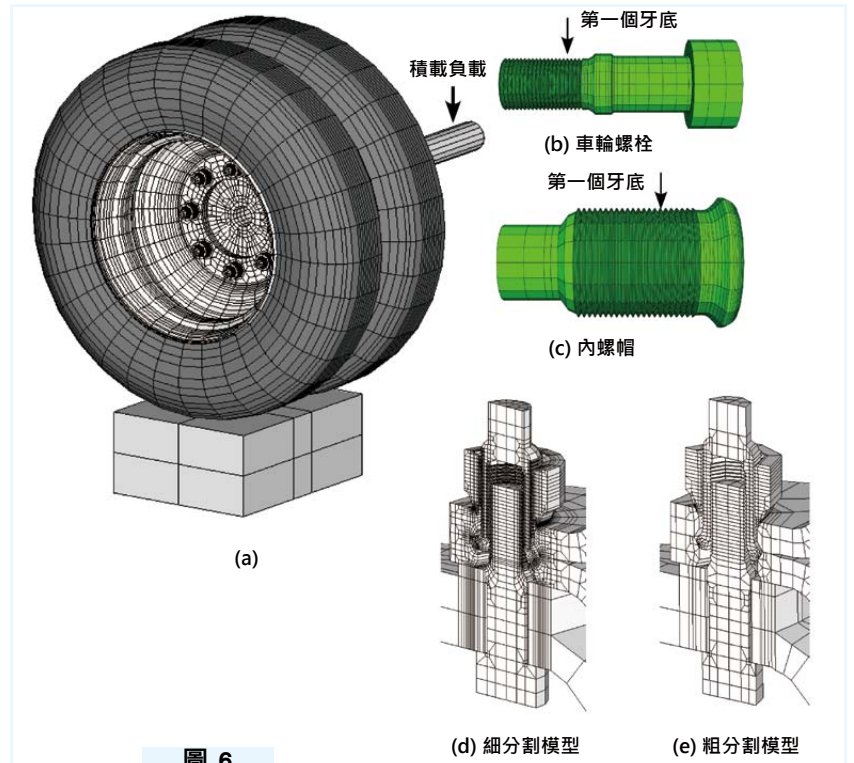 第一個牙底
積載負載
(b) 車輪螺栓
第一個牙底
(c) 內螺帽
(a)
(d) 細分割模型
(e) 粗分割模型
圖 6